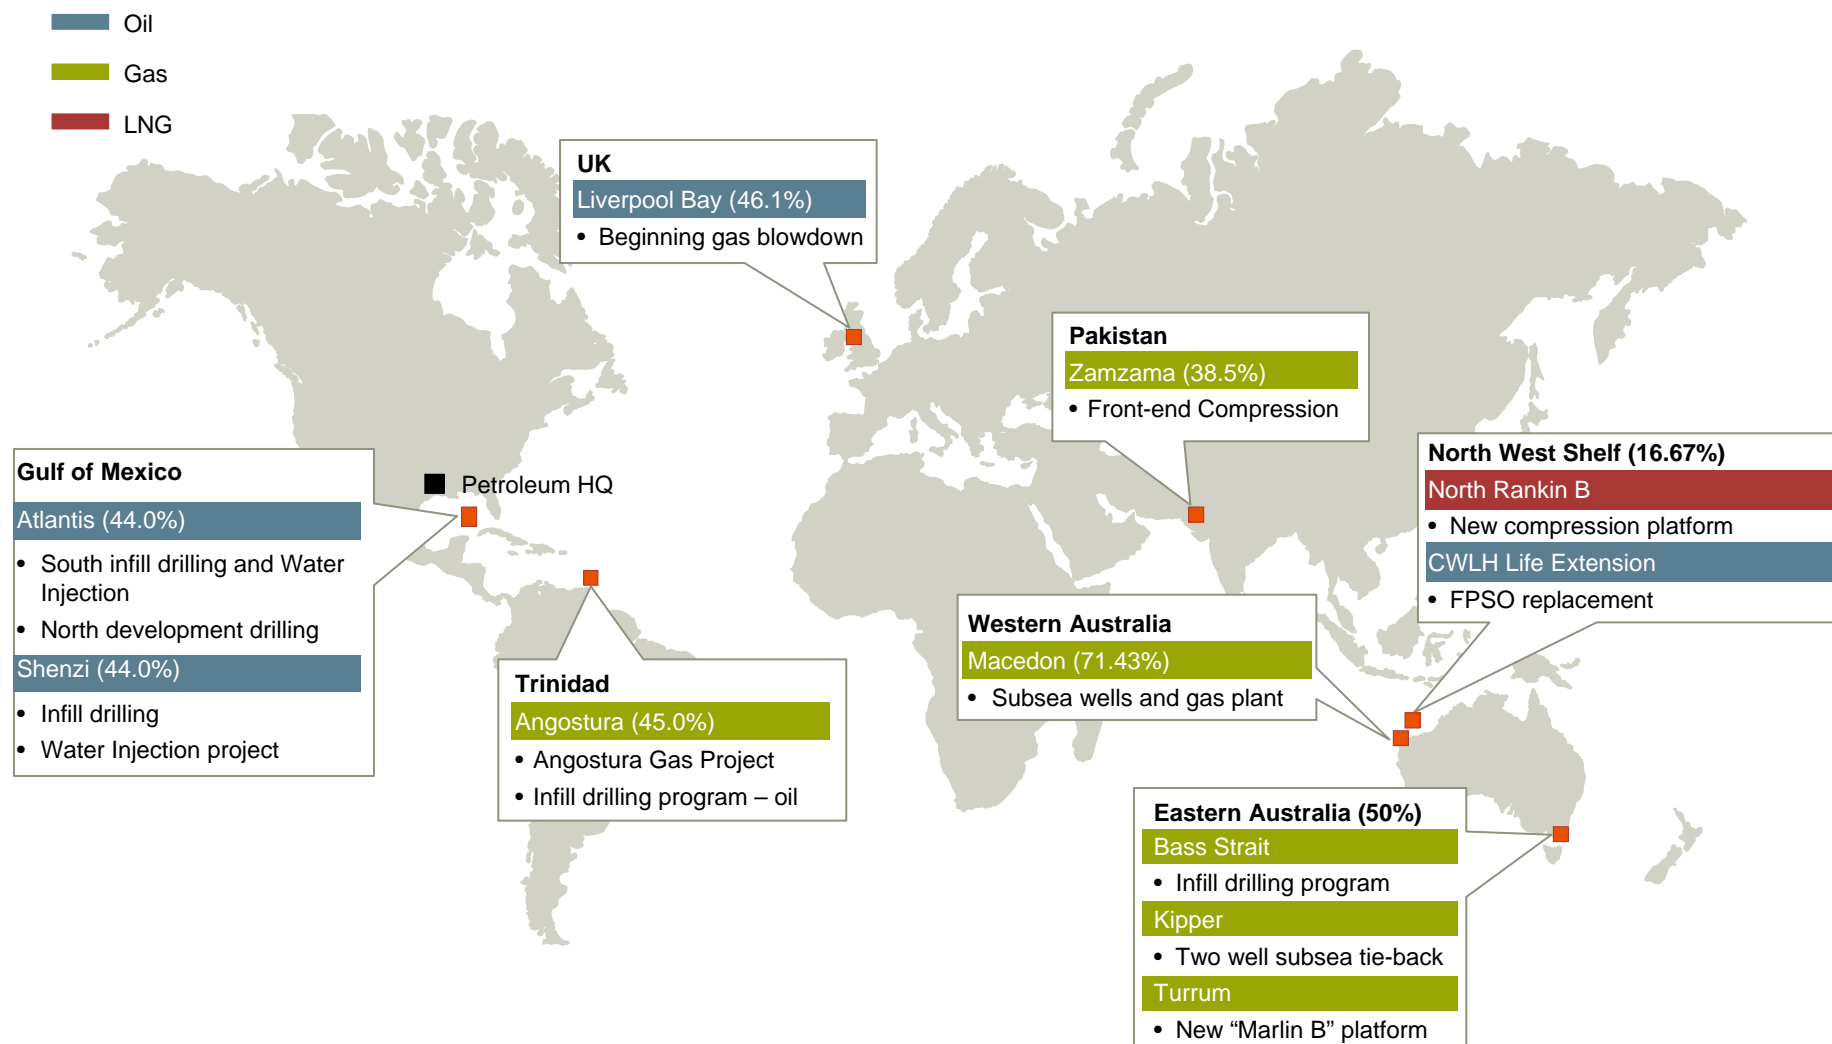 Oil
Gas
LNG
UK
Liverpool Bay (46.1%)
• Beginning gas blowdown
Pakistan
Zamzama (38.5%)
• Front-end Compression
North West Shelf (16.67%)
North Rankin B
• New compression platform
CWLH Life Extension
• FPSO replacement
Gulf of Mexico
Atlantis (44.0%)
• South infill drilling and Water
Injection
• North development drilling
Shenzi (44.0%)
• Infill drilling
• Water Injection project
Petroleum HQ
Trinidad
Angostura (45.0%)
• Angostura Gas Project
• Infill drilling program – oil
Western Australia
Macedon (71.43%)
• Subsea wells and gas plant
Eastern Australia (50%)
Bass Strait
• Infill drilling program
Kipper
• Two well subsea tie-back
Turrum
• New “Marlin B” platform